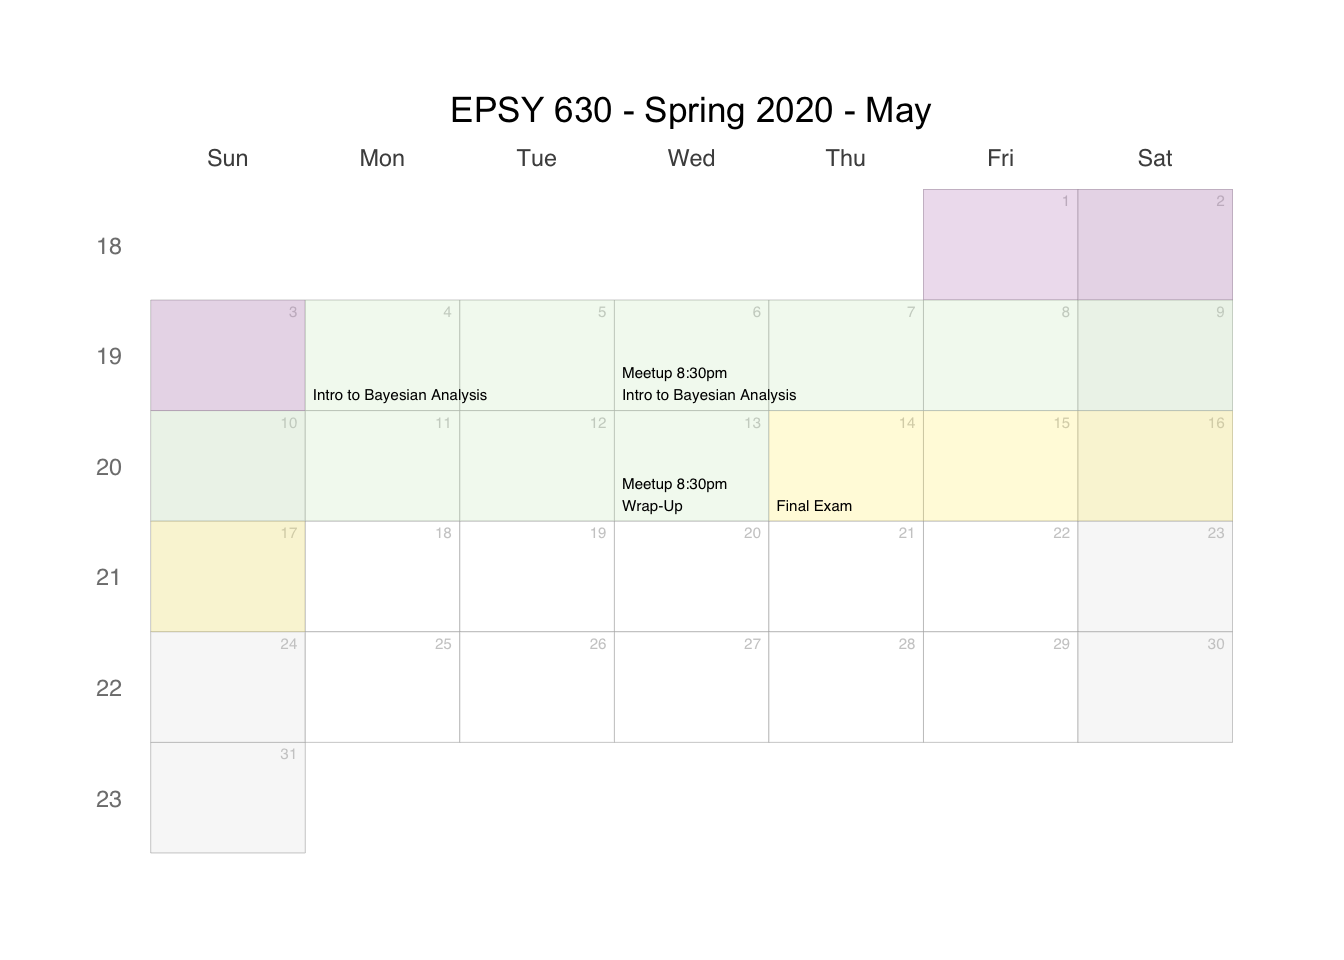 EPSY 630 - Spring 2020 - May
Sun Mon Tue Wed Thu Fri Sat
18
1 2
19
3 4 5 6 7 8 9
Meetup 8:30pm
Intro to Bayesian Analysis Intro to Bayesian Analysis
20
10 11 12 13 14 15 16
Meetup 8:30pm
Wrap-Up Final Exam
21
17 18 19 20 21 22 23
22
24 25 26 27 28 29 30
23
31